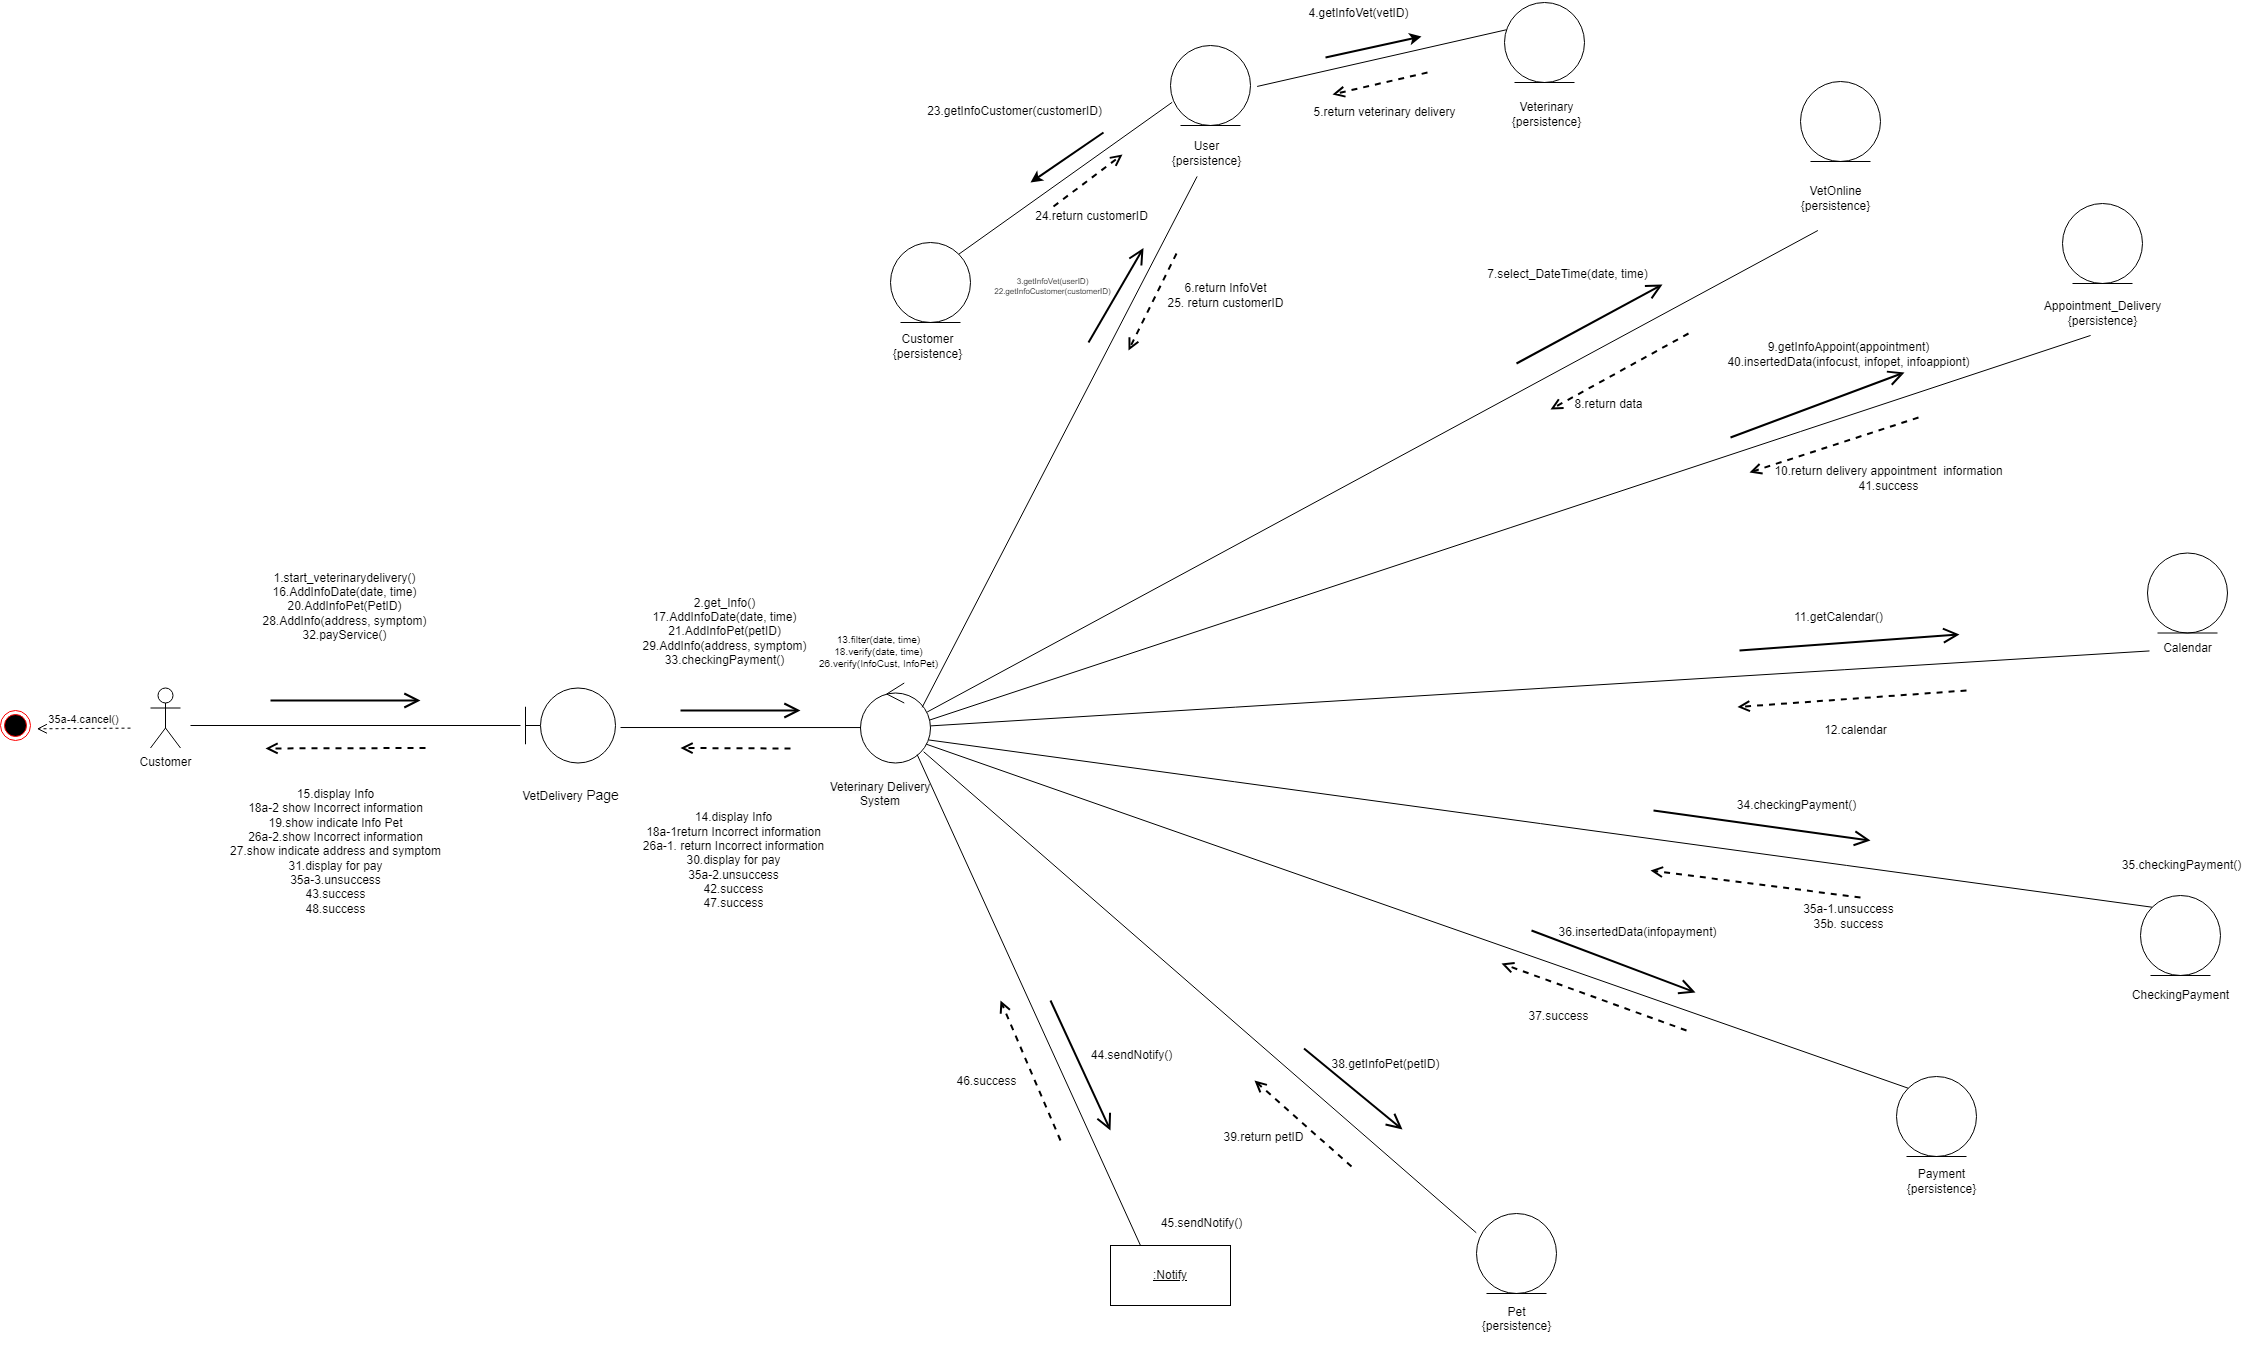 4.getInfoVet(vetID)
5.return veterinary delivery
Veterinary
{persistence}
23.getInfoCustomer(customerID)
24.return customerID
User
{persistence}
VetOnline
{persistence}
3.getInfoVet(userID)
22.getInfoCustomer(customerID)
6.return InfoVet
25. return customerID
7.select_DateTime(date, time)
8.return data
Customer
{persistence}
Appointment_Delivery
{persistence}
9.getInfoAppoint(appointment)
40.insertedData(infocust, infopet, infoappiont)
10.return delivery appointment  information
41.success
1.start_veterinarydelivery()
16.AddInfoDate(date, time)
20.AddInfoPet(PetID)
28.AddInfo(address, symptom)
32.payService()
2.get_Info()
17.AddInfoDate(date, time)
21.AddInfoPet(petID)
29.AddInfo(address, symptom)
33.checkingPayment()
13.filter(date, time)
18.verify(date, time)
26.verify(InfoCust, InfoPet)
11.getCalendar()
12.calendar
Calendar
35a-4.cancel()
Customer
VetDelivery Page
Veterinary Delivery
System
15.display Info
18a-2 show Incorrect information
19.show indicate Info Pet
26a-2.show Incorrect information
27.show indicate address and symptom
31.display for pay
35a-3.unsuccess
43.success
48.success
14.display Info
18a-1return Incorrect information
26a-1. return Incorrect information
30.display for pay
35a-2.unsuccess
42.success
47.success
34.checkingPayment()
35.checkingPayment()
35a-1.unsuccess
35b. success
CheckingPayment
36.insertedData(infopayment)
37.success
44.sendNotify()
46.success
38.getInfoPet(petID)
39.return petID
Payment
{persistence}
45.sendNotify()
:Notify
Pet
{persistence}